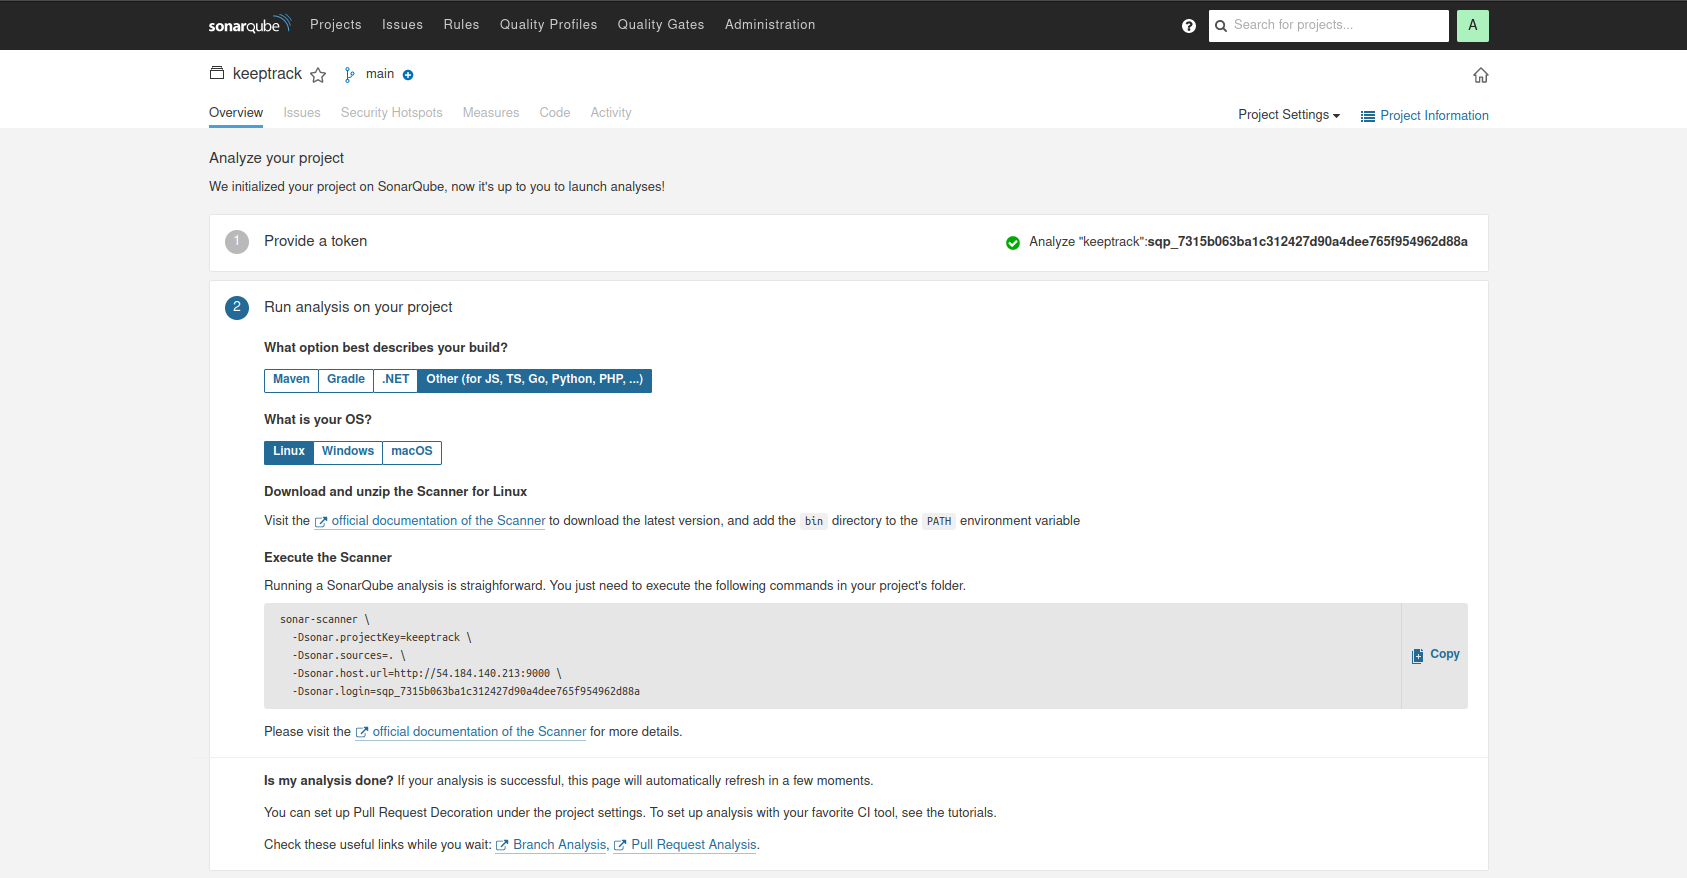 sonarqube Projects Issues Rules Quality Profiles Quality Gates Administration ? Search for projects... A
keeptrack main
Overview Issues Security Hotspots Measures Code Activity Project Settings Project Information
Analyze your project
We initialized your project on SonarQube, now it's up to you to launch analyses!
1 Provide a token Analyze "keeptrack":sqp_7315b063ba1c312427d90a4dee765f954962d88a
2 Run analysis on your project
What option best describes your build?
Maven Gradle .NET Other (for JS, TS, Go, Python, PHP, ...)
What is your OS?
Linux Windows macOS
Download and unzip the Scanner for Linux
Visit the official documentation of the Scanner to download the latest version, and add the bin directory to the PATH environment variable
Execute the Scanner
Running a SonarQube analysis is straighforward. You just need to execute the following commands in your project's folder.
sonar-scanner \
-Dsonar.projectKey=keeptrack \
-Dsonar.sources=. \
-Dsonar.host.url=http://54.184.140.213:9000 \
-Dsonar.login=sqp_7315b063ba1c312427d90a4dee765f954962d88a
Copy
Please visit the official documentation of the Scanner for more details.
Is my analysis done? If your analysis is successful, this page will automatically refresh in a few moments.
You can set up Pull Request Decoration under the project settings. To set up analysis with your favorite CI tool, see the tutorials.
Check these useful links while you wait: Branch Analysis, Pull Request Analysis.